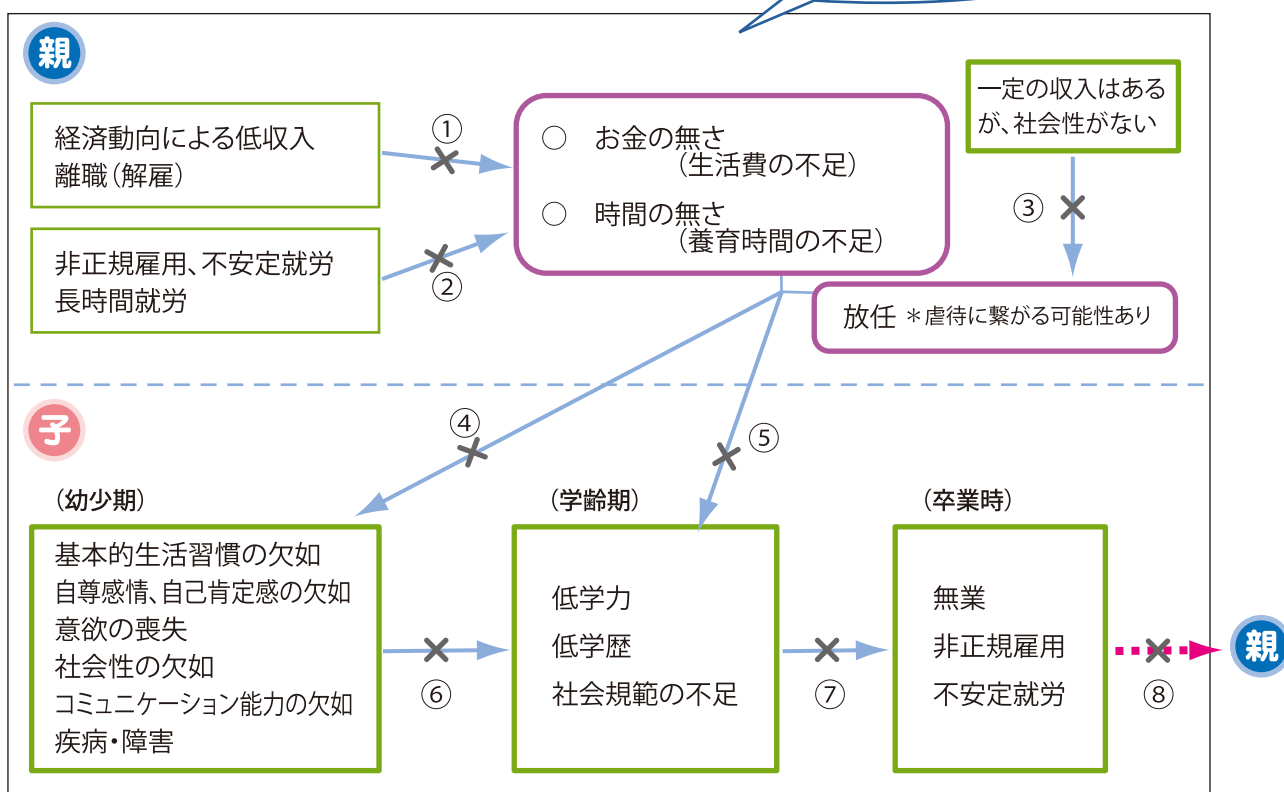 親
経済動向による低収入
離職（解雇）
①
○ お金の無さ
（生活費の不足）
○ 時間の無さ
（養育時間の不足）
一定の収入はある
が、社会性がない
③
非正規雇用、不安定就労
長時間就労
②
放任 ＊虐待に繋がる可能性あり
子
④
⑤
（幼少期）
基本的生活習慣の欠如
自尊感情、自己肯定感の欠如
意欲の喪失
社会性の欠如
コミュニケーション能力の欠如
疾病・障害
⑥
（学齢期）
低学力
低学歴
社会規範の不足
⑦
（卒業時）
無業
非正規雇用
不安定就労
⑧
親